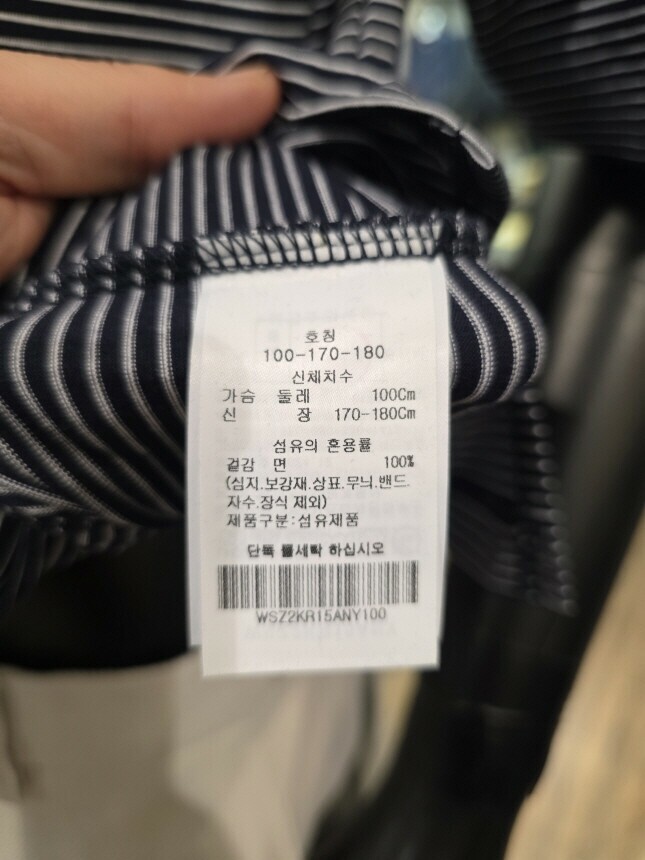 호칭
100-170-180
신체치수
가슴 둘레 100Cm
신 장 170-180Cm
섬유의 혼용률
겉감 면 100%
(심지.보강재.상표.무늬.밴드.
자수.장식 제외)
제품구분:섬유제품
단독 물세탁 하십시오
WSZ2KR15ANY100